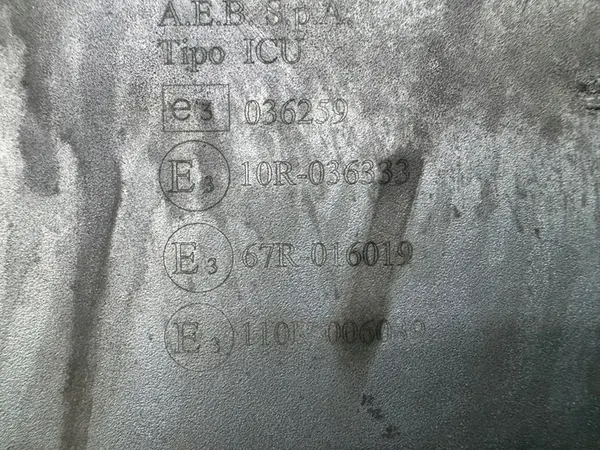 A.E.B. S.p.A.
Tipo ICU
e3 036259
E3 10R-036333
E3 67R-016019
E3